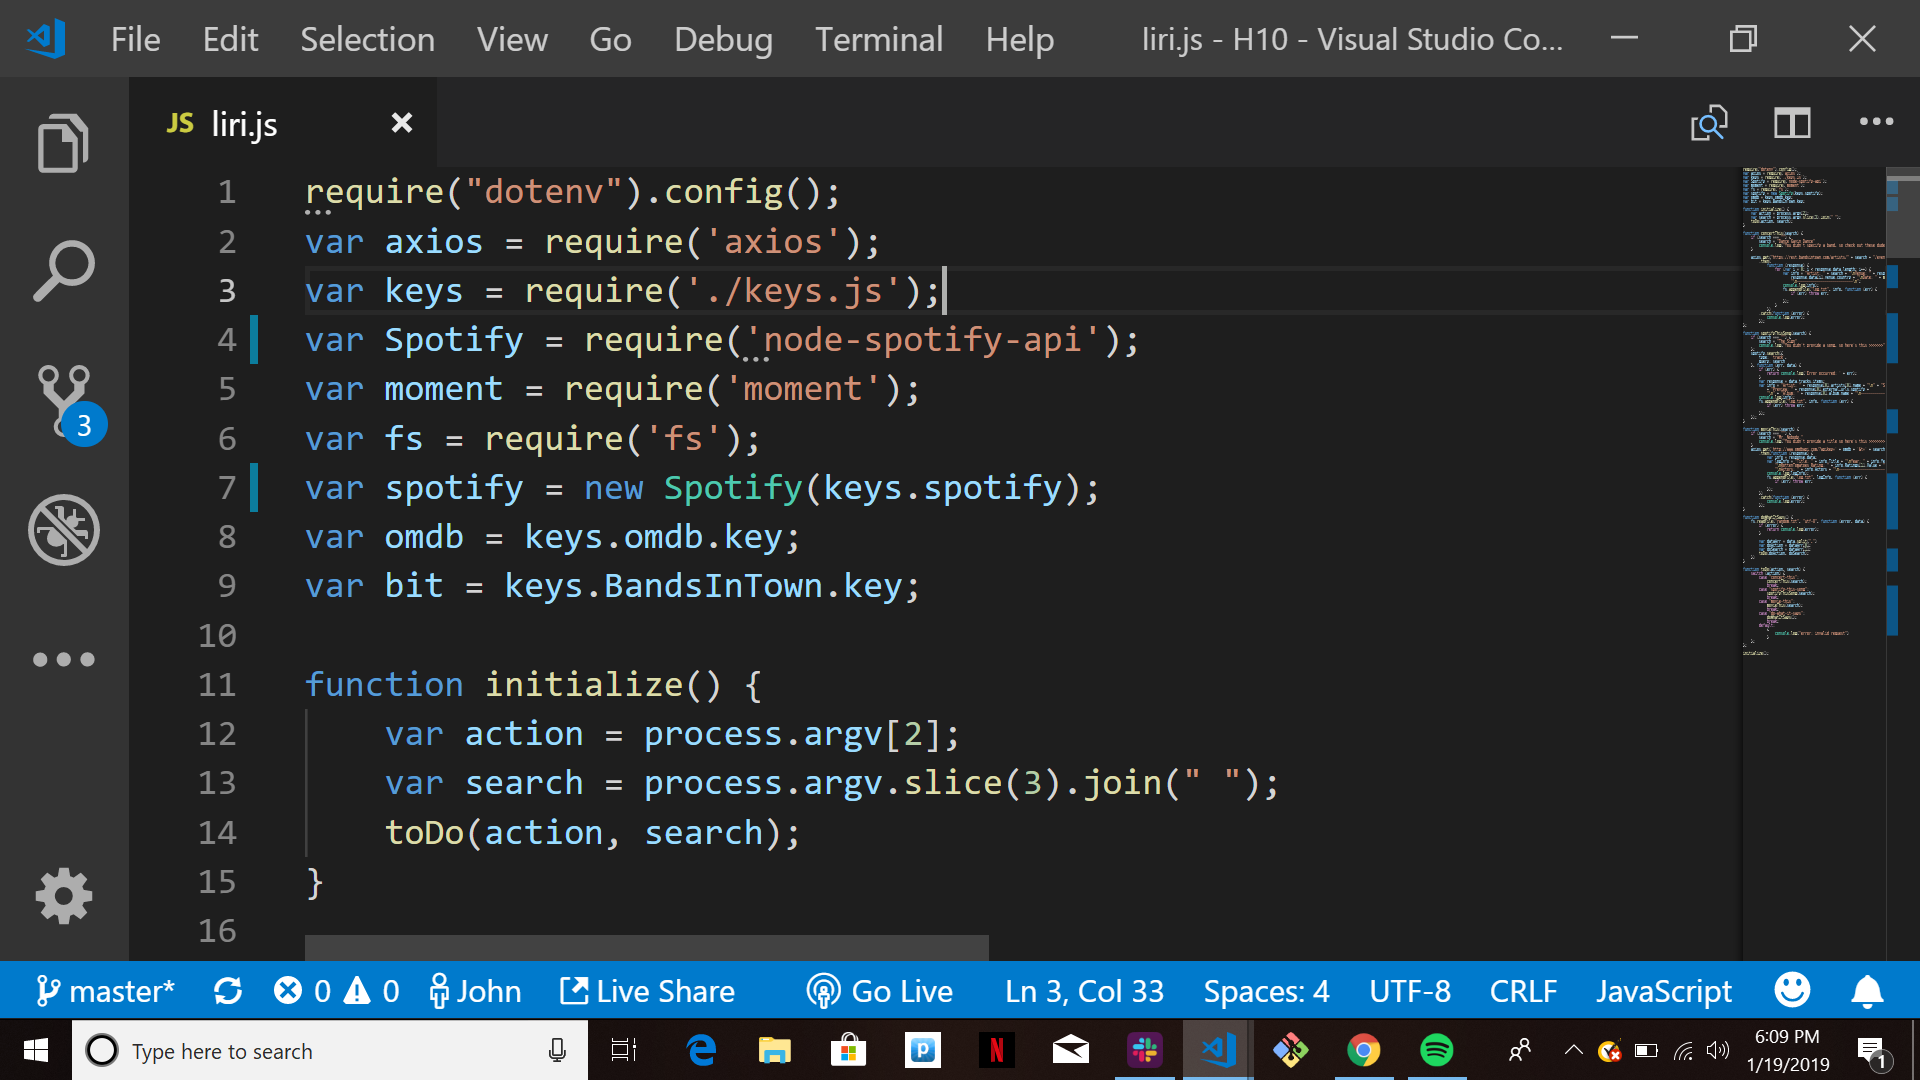 File Edit Selection View Go Debug Terminal Help liri.js - H10 - Visual Studio Co...
JS liri.js
1 require("dotenv").config();
2 var axios = require('axios');
3 var keys = require('./keys.js');
4 var Spotify = require('node-spotify-api');
5 var moment = require('moment');
6 var fs = require('fs');
7 var spotify = new Spotify(keys.spotify);
8 var omdb = keys.omdb.key;
9 var bit = keys.BandsInTown.key;
10
11 function initialize() {
12 var action = process.argv[2];
13 var search = process.argv.slice(3).join(" ");
14 toDo(action, search);
15 }
16
3
master* 0 0 John Live Share Go Live Ln 3, Col 33 Spaces: 4 UTF-8 CRLF JavaScript
Type here to search
6:09 PM
1/19/2019
1